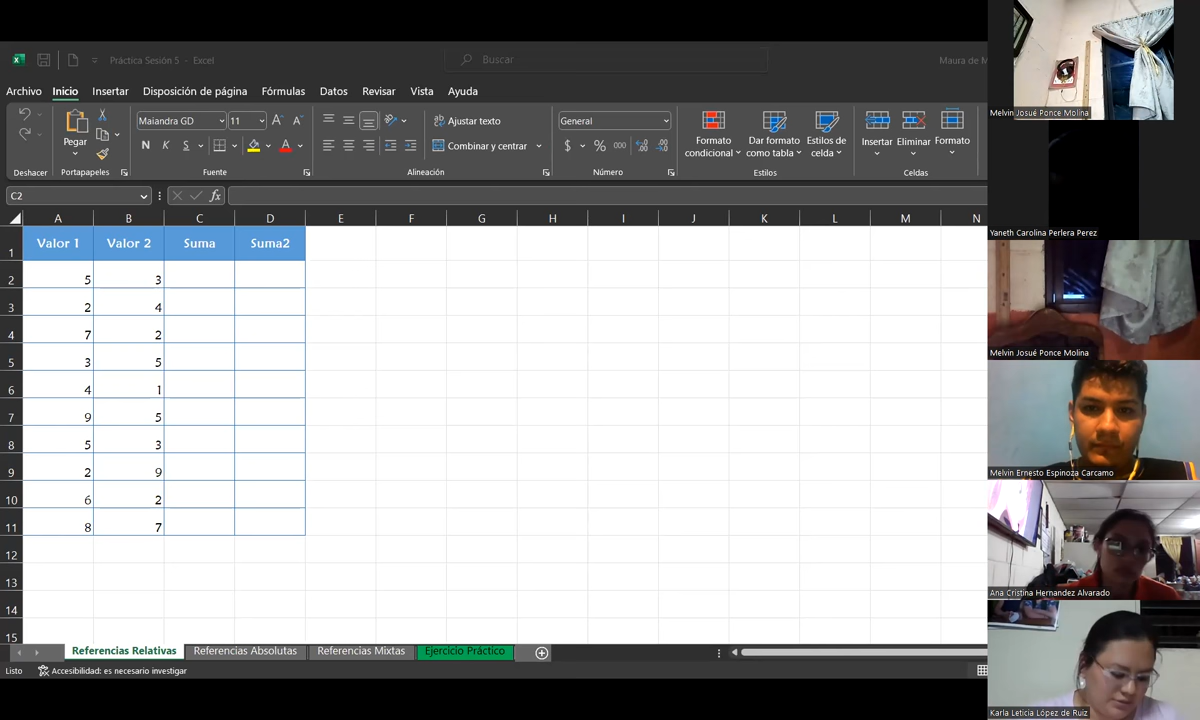 Práctica Sesión 5 - Excel
Buscar
Maura de M
Archivo Inicio Insertar Disposición de página Fórmulas Datos Revisar Vista Ayuda
Pegar
Maiandra GD 11 A A
N K S A
ab Ajustar texto
Combinar y centrar
General
$ % 000
Formato condicional
Dar formato como tabla
Estilos de celda
Insertar
Eliminar
Formato
Deshacer Portapapeles Fuente Alineación Número Estilos Celdas
C2 fx
A B C D E F G H I J K L M N
1 Valor 1 Valor 2 Suma Suma2
2 5 3
3 2 4
4 7 2
5 3 5
6 4 1
7 9 5
8 5 3
9 2 9
10 6 2
11 8 7
12
13
14
15
Referencias Relativas Referencias Absolutas Referencias Mixtas Ejercicio Práctico
Listo Accesibilidad: es necesario investigar
Melvin Josué Ponce Molina
Yaneth Carolina Perlera Perez
Melvin Josué Ponce Molina
Melvin Ernesto Espinoza Carcamo
Ana Cristina Hernandez Alvarado
Karla Leticia López de Ruiz